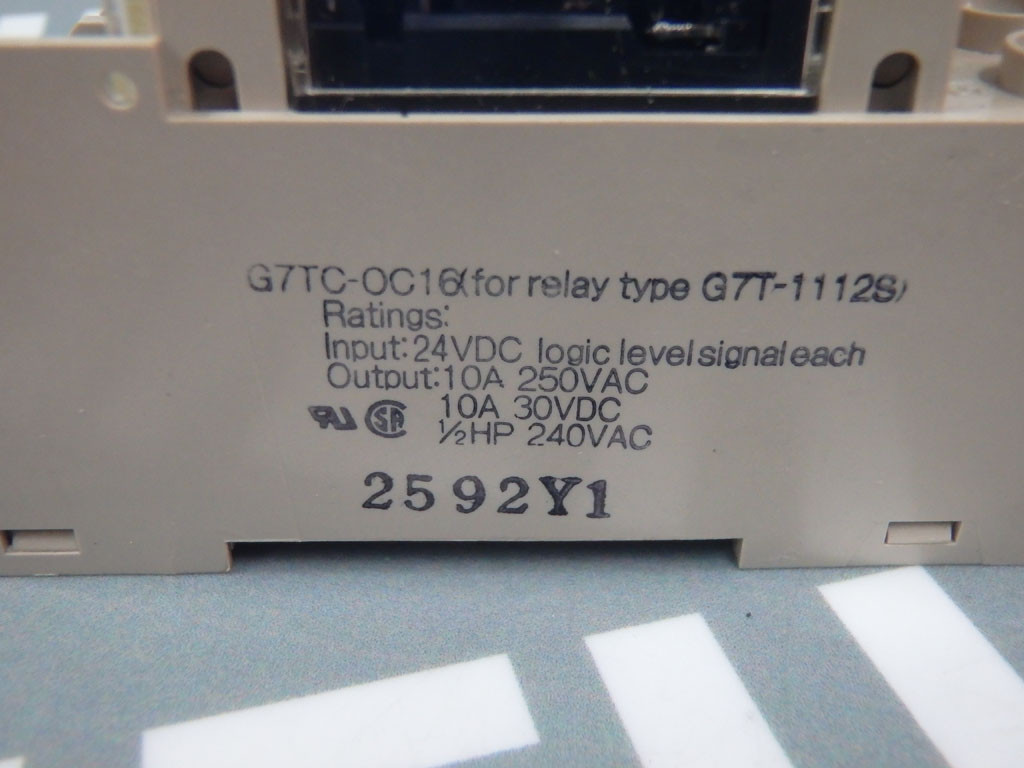 G7TC-OC16(for relay type G7T-1112S)
Ratings:
Input:24VDC logic level signal each
Output:10A 250VAC
10A 30VDC
½HP 240VAC
2592Y1